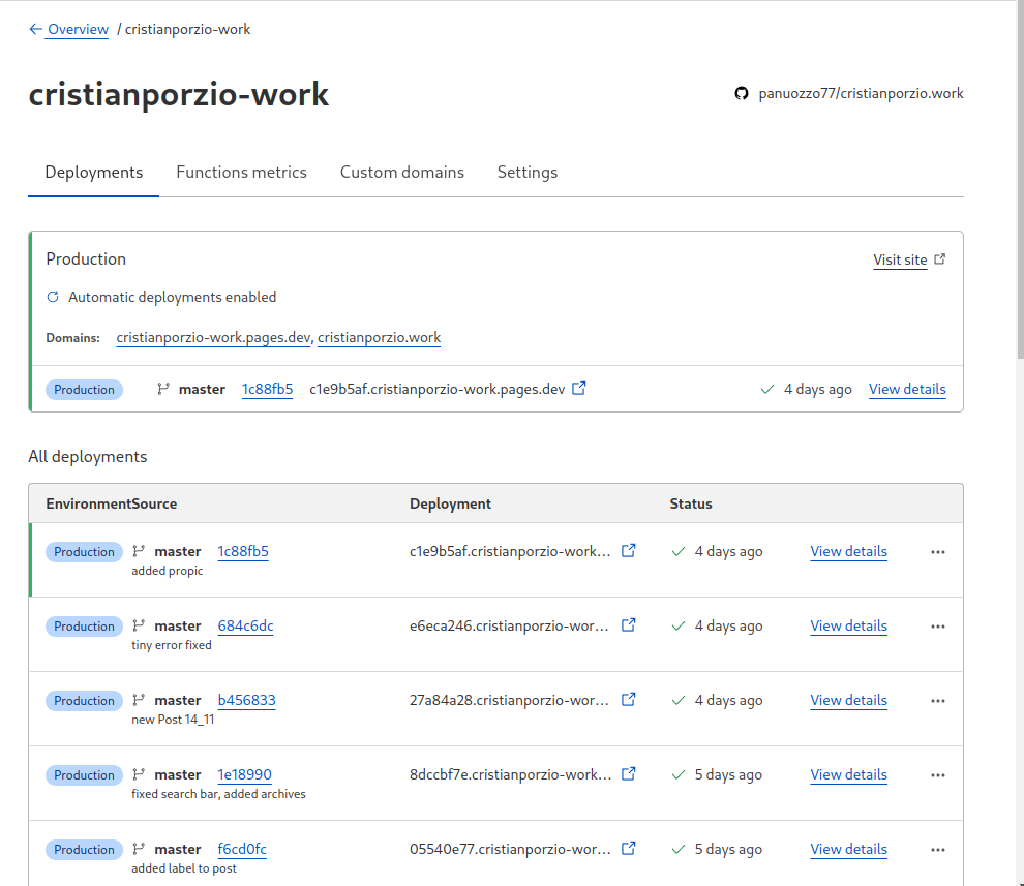 Overview / cristianporzio-work
cristianporzio-work
panuozzo77/cristianporzio.work
Deployments Functions metrics Custom domains Settings
Production
Visit site
Automatic deployments enabled
Domains: cristianporzio-work.pages.dev, cristianporzio.work
Production master 1c88fb5 c1e9b5af.cristianporzio-work.pages.dev 4 days ago View details
All deployments
Environment Source Deployment Status
Production master 1c88fb5 c1e9b5af.cristianporzio-work... 4 days ago View details
added propic
Production master 684c6dc e6eca246.cristianporzio-wor... 4 days ago View details
tiny error fixed
Production master b456833 27a84a28.cristianporzio-wor... 4 days ago View details
new Post 14_11
Production master 1e18990 8dccbf7e.cristianporzio-work... 5 days ago View details
fixed search bar, added archives
Production master f6cd0fc 05540e77.cristianporzio-wor... 5 days ago View details
added label to post